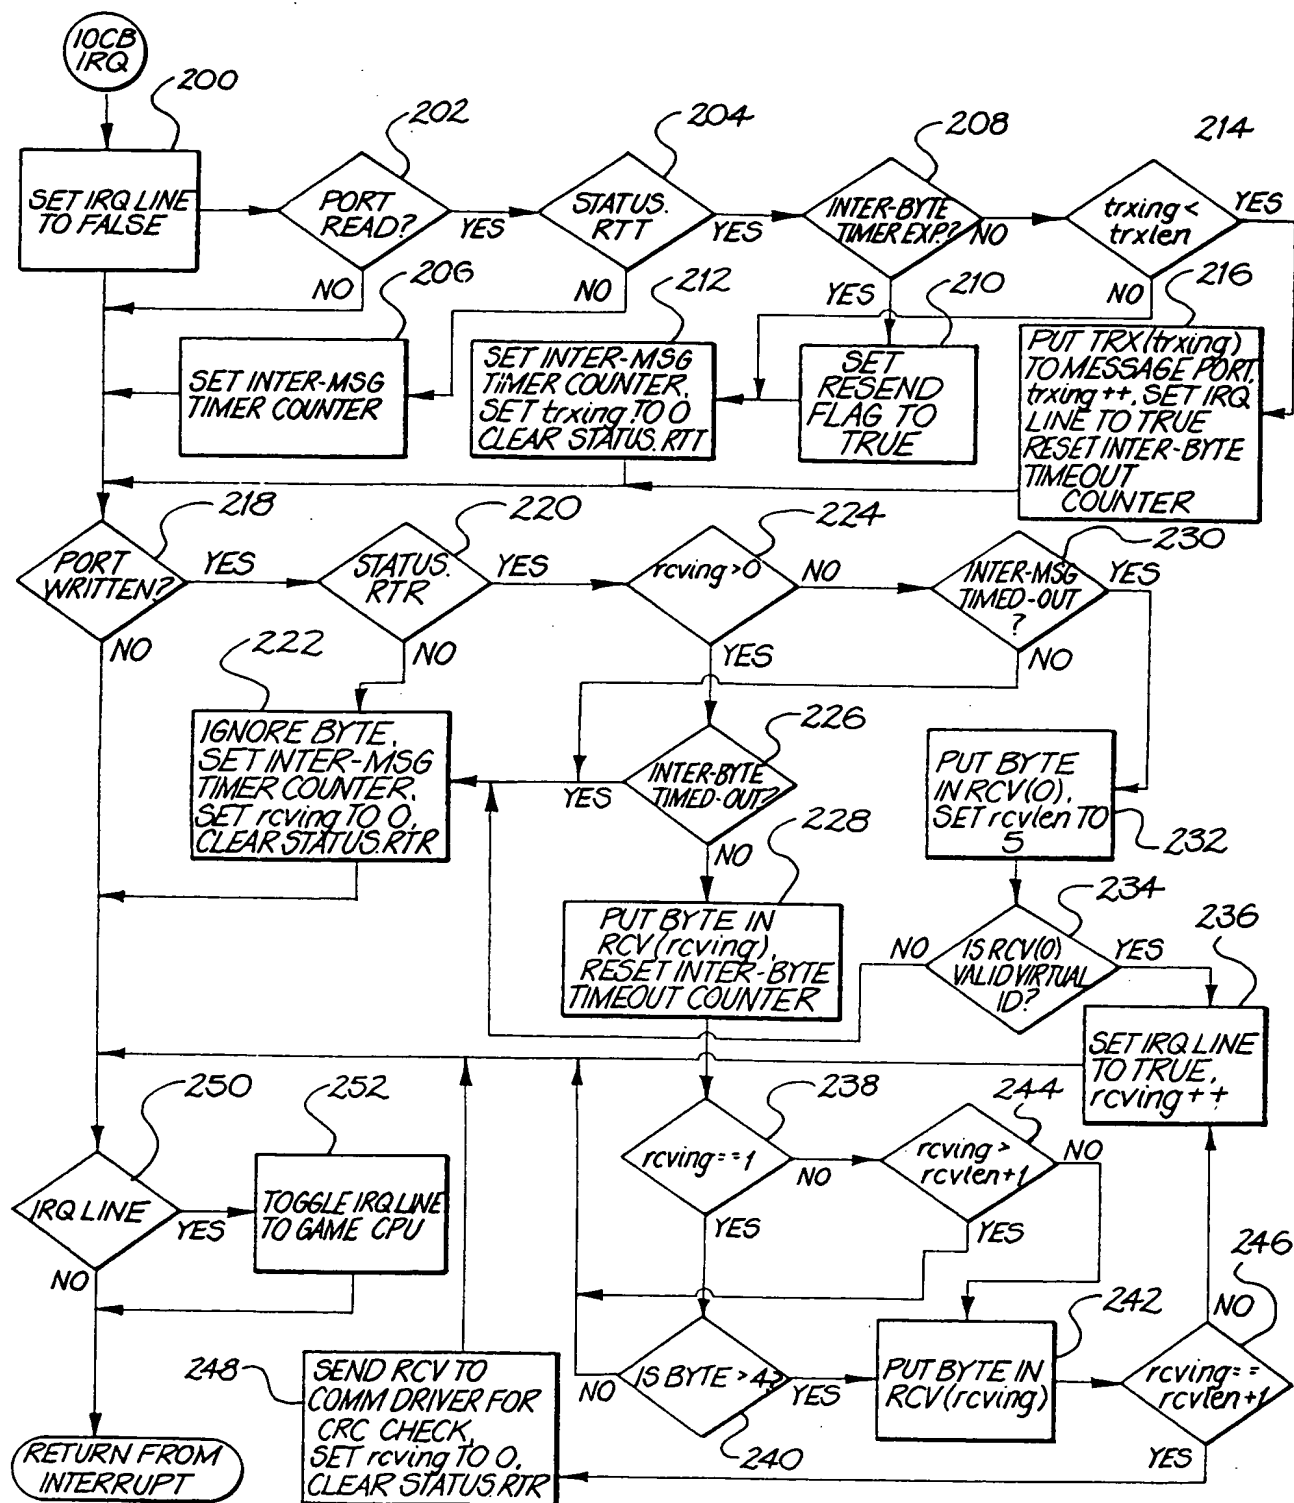 IOCB
IRQ
200
202
204
208
214
SET IRQ LINE
TO FALSE
PORT
READ?
YES
STATUS.
RTT
YES
INTER-BYTE
TIMER EXP.?
NO
trxing <
trxlen
YES
NO
206
NO
212
YES
210
NO
216
SET INTER-MSG
TIMER COUNTER
SET INTER-MSG
TIMER COUNTER,
SET trxing TO 0
CLEAR STATUS.RTT
SET
RESEND
FLAG TO
TRUE
PUT TRX(trxing)
TO MESSAGE PORT,
trxing ++, SET IRQ
LINE TO TRUE
RESET INTER-BYTE
TIMEOUT
COUNTER
218
220
224
230
PORT
WRITTEN?
YES
STATUS.
RTR
YES
rcving >0
NO
INTER-MSG
TIMED-OUT
?
YES
NO
222
NO
YES
NO
IGNORE BYTE,
SET INTER-MSG
TIMER COUNTER,
SET rcving TO 0,
CLEAR STATUS.RTR
YES
INTER-BYTE
TIMED-OUT?
226
NO
228
PUT BYTE
IN RCV(0),
SET rcvlen TO
5
232
234
236
PUT BYTE IN
RCV(rcving),
RESET INTER-BYTE
TIMEOUT COUNTER
NO
IS RCV(0)
VALID VIRTUAL
ID?
YES
SET IRQ LINE
TO TRUE,
rcving ++
250
252
238
244
IRQ LINE
YES
TOGGLE IRQ LINE
TO GAME CPU
rcving ==1
NO
rcving >
rcvlen+1
NO
NO
YES
YES
246
NO
242
248
SEND RCV TO
COMM DRIVER FOR
CRC CHECK,
SET rcving TO 0,
CLEAR STATUS.RTR
NO
IS BYTE >4?
YES
240
PUT BYTE IN
RCV(rcving)
rcving ==
rcvlen+1
YES
RETURN FROM
INTERRUPT